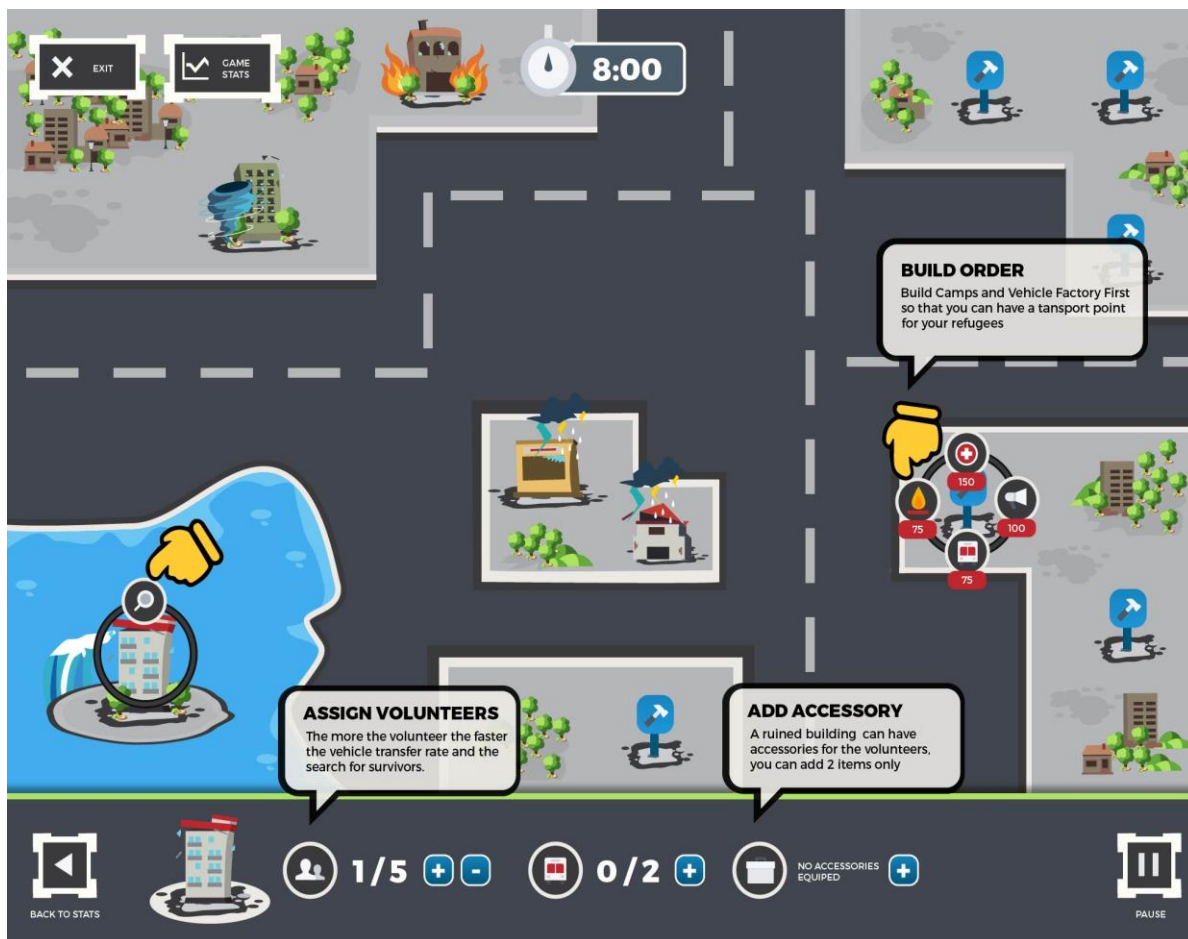 EXIT
GAME
STATS
8:00
BUILD ORDER
Build Camps and Vehicle Factory First
so that you can have a tansport point
for your refugees
150
75
100
75
ASSIGN VOLUNTEERS
The more the volunteer the faster
the vehicle transfer rate and the
search for survivors.
ADD ACCESSORY
A ruined building can have
accessories for the volunteers,
you can add 2 items only
BACK TO STATS
1/5
+
-
0/2
+
NO ACCESSORIES
EQUIPED
+
PAUSE